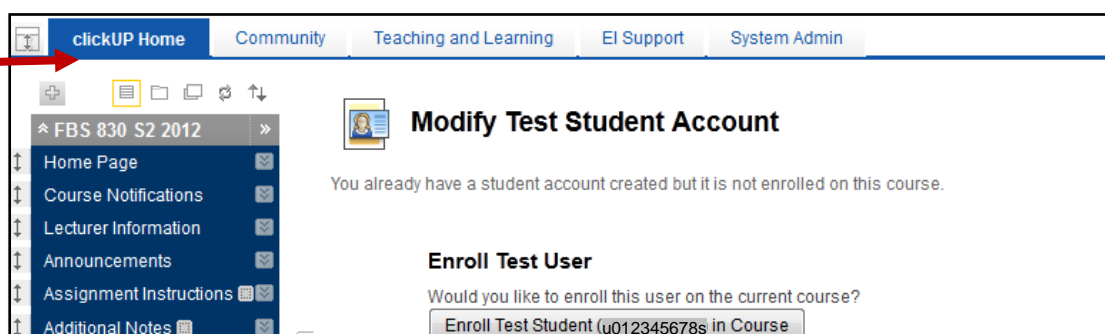 clickUP Home Community Teaching and Learning EI Support System Admin
FBS 830 S2 2012
Home Page
Course Notifications
Lecturer Information
Announcements
Assignment Instructions
Additional Notes
Modify Test Student Account
You already have a student account created but it is not enrolled on this course.
Enroll Test User
Would you like to enroll this user on the current course?
Enroll Test Student (u012345678s in Course